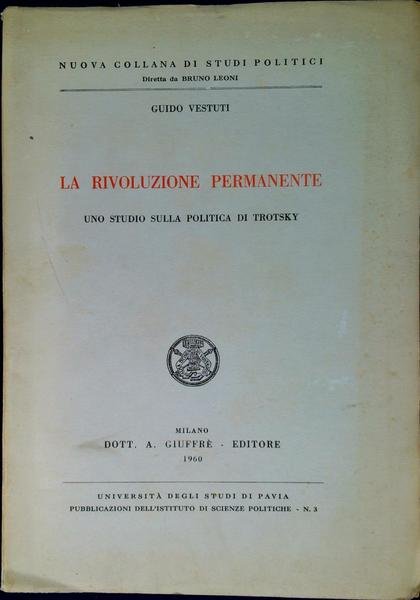 NUOVA COLLANA DI STUDI POLITICI
Diretta da BRUNO LEONI
GUIDO VESTUTI
LA RIVOLUZIONE PERMANENTE
UNO STUDIO SULLA POLITICA DI TROTSKY
MILANO
DOTT. A. GIUFFRÈ - EDITORE
1960
UNIVERSITÀ DEGLI STUDI DI PAVIA
PUBBLICAZIONI DELL'ISTITUTO DI SCIENZE POLITICHE - N. 3